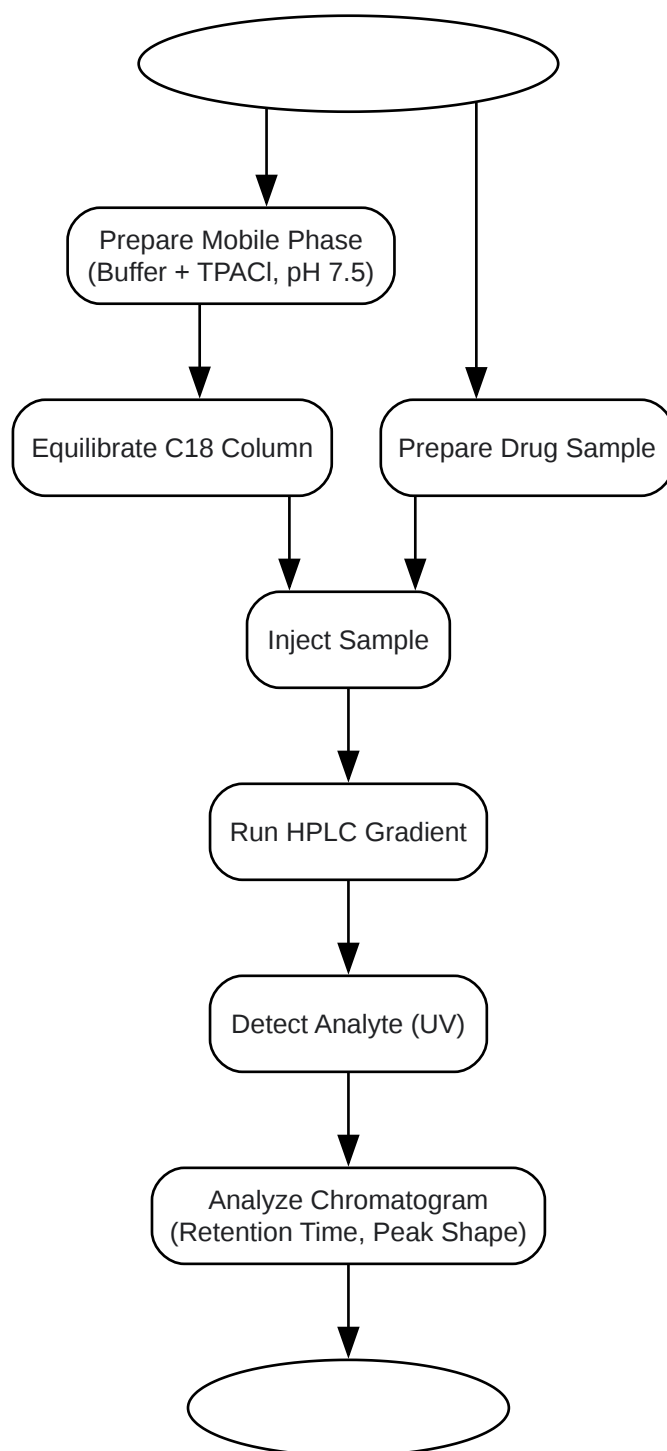 Prepare Mobile Phase
(Buffer + TPACl, pH 7.5)
Equilibrate C18 Column
Prepare Drug Sample
Inject Sample
Run HPLC Gradient
Detect Analyte (UV)
Analyze Chromatogram
(Retention Time, Peak Shape)